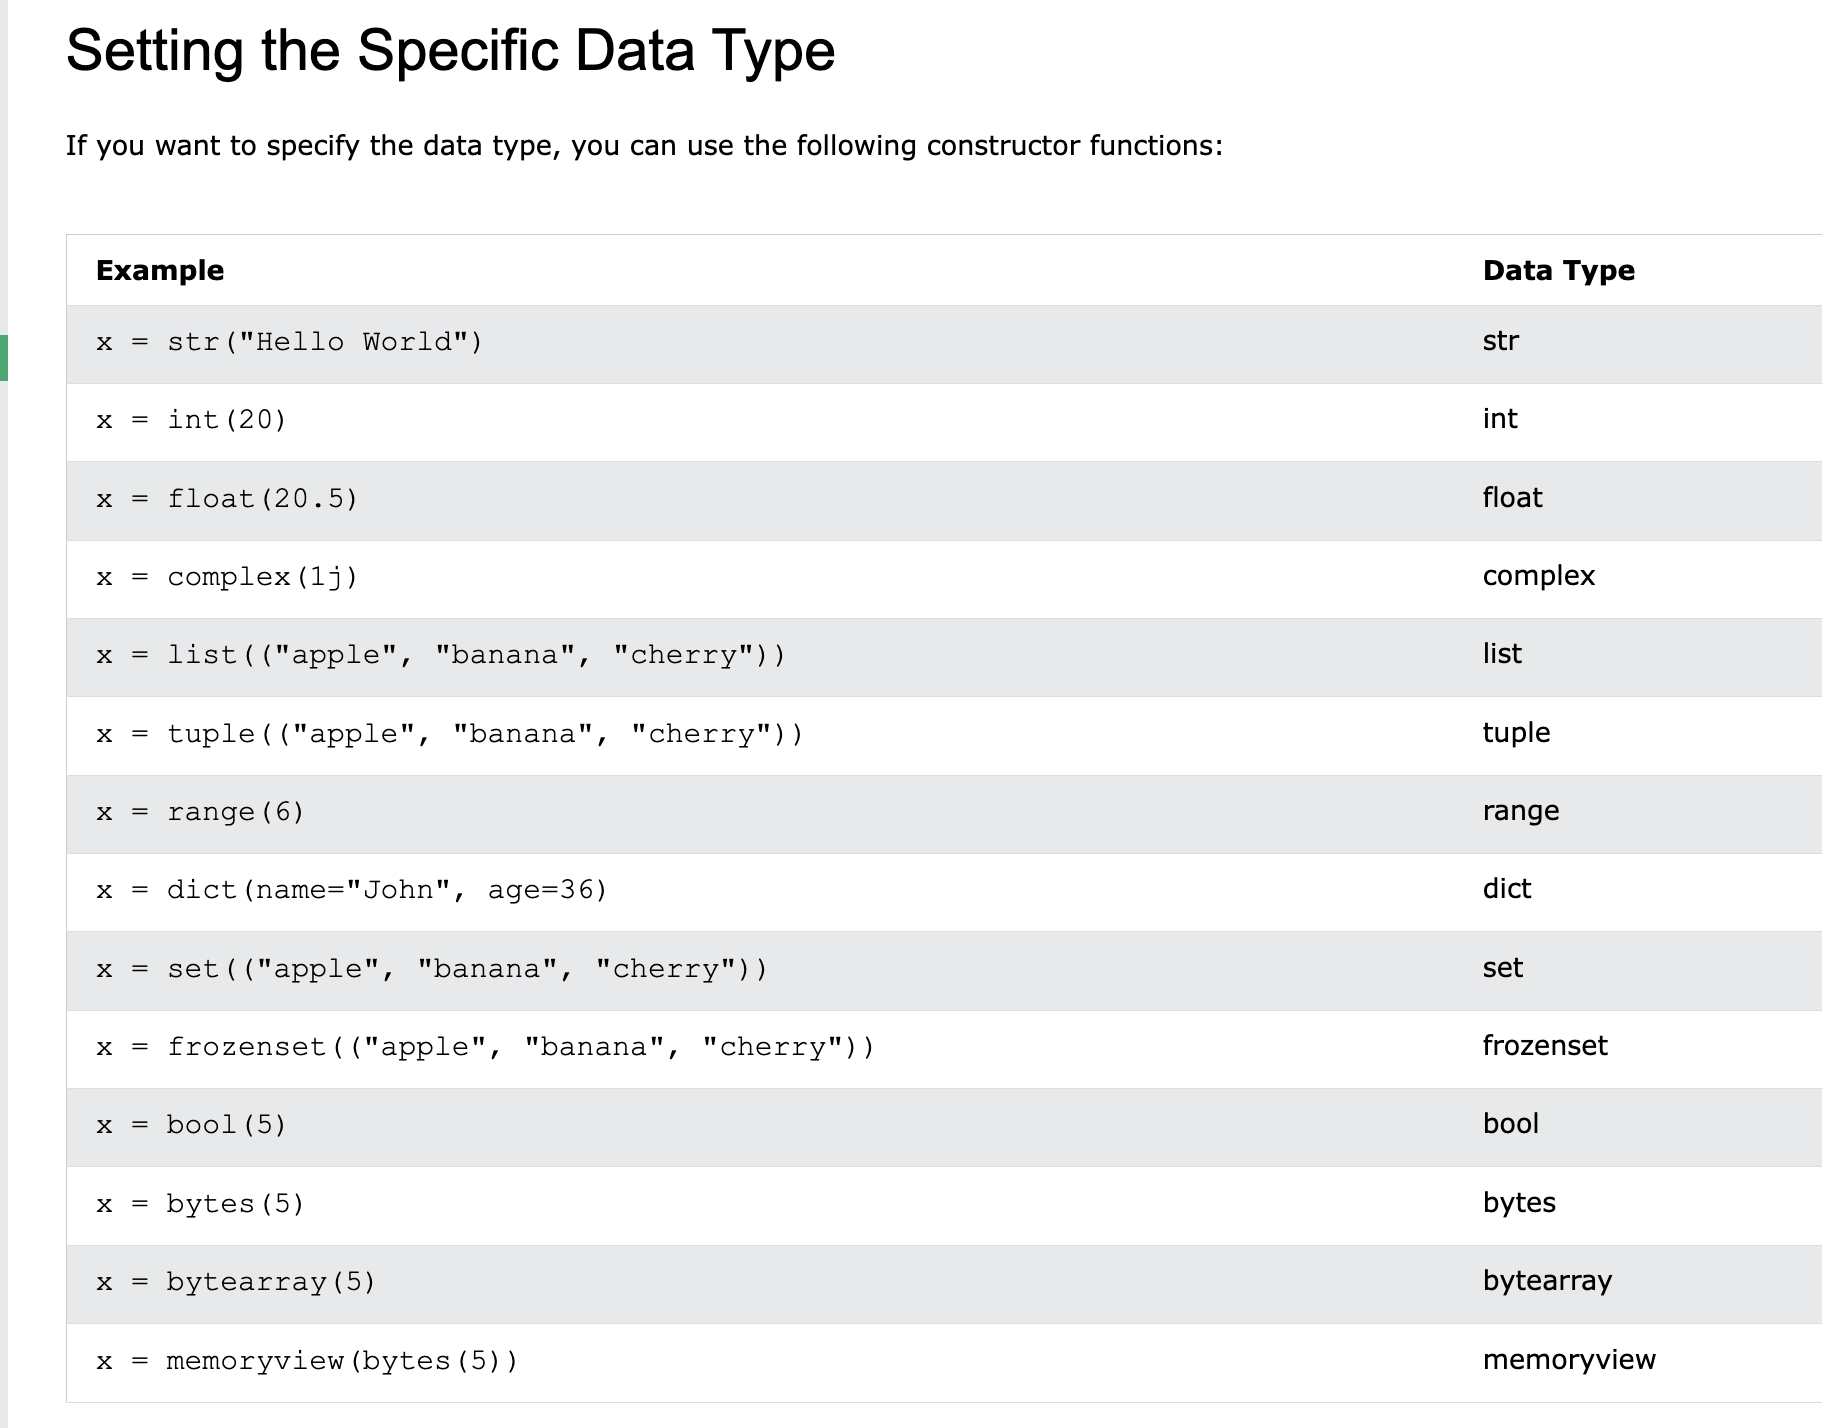 Setting the Specific Data Type
If you want to specify the data type, you can use the following constructor functions:
Example Data Type
x = str("Hello World") str
x = int(20) int
x = float(20.5) float
x = complex(1j) complex
x = list(("apple", "banana", "cherry")) list
x = tuple(("apple", "banana", "cherry")) tuple
x = range(6) range
x = dict(name="John", age=36) dict
x = set(("apple", "banana", "cherry")) set
x = frozenset(("apple", "banana", "cherry")) frozenset
x = bool(5) bool
x = bytes(5) bytes
x = bytearray(5) bytearray
x = memoryview(bytes(5)) memoryview